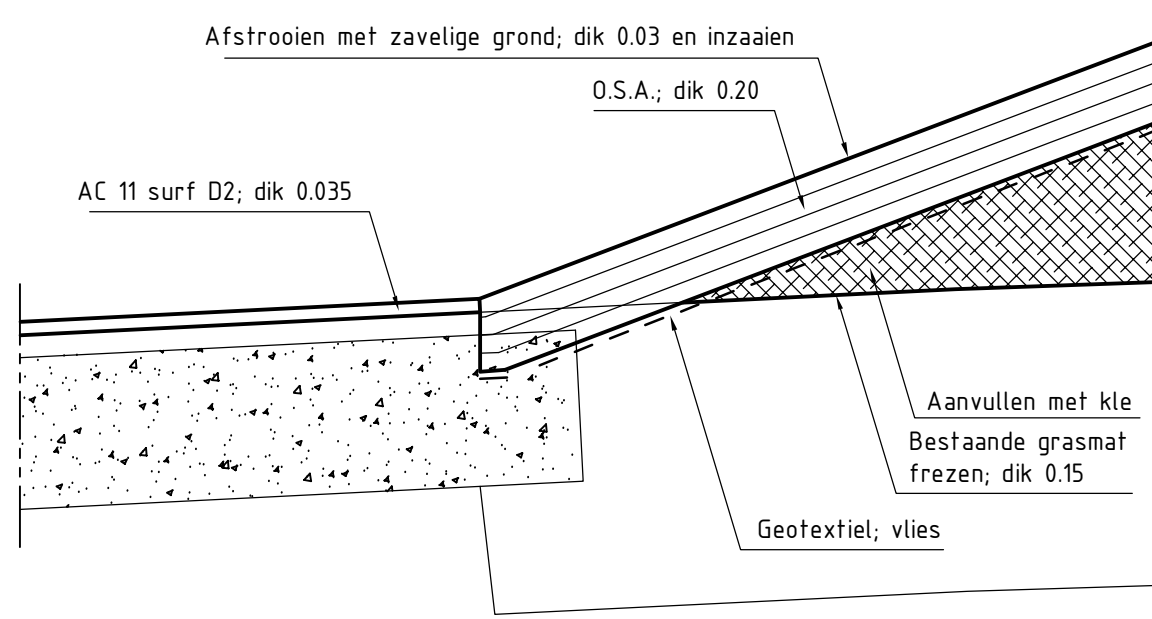 Afstrooien met zavelige grond; dik 0.03 en inzaaien
O.S.A.; dik 0.20
AC 11 surf D2; dik 0.035
Aanvullen met kle
Bestaande grasmat
frezen; dik 0.15
Geotextiel; vlies